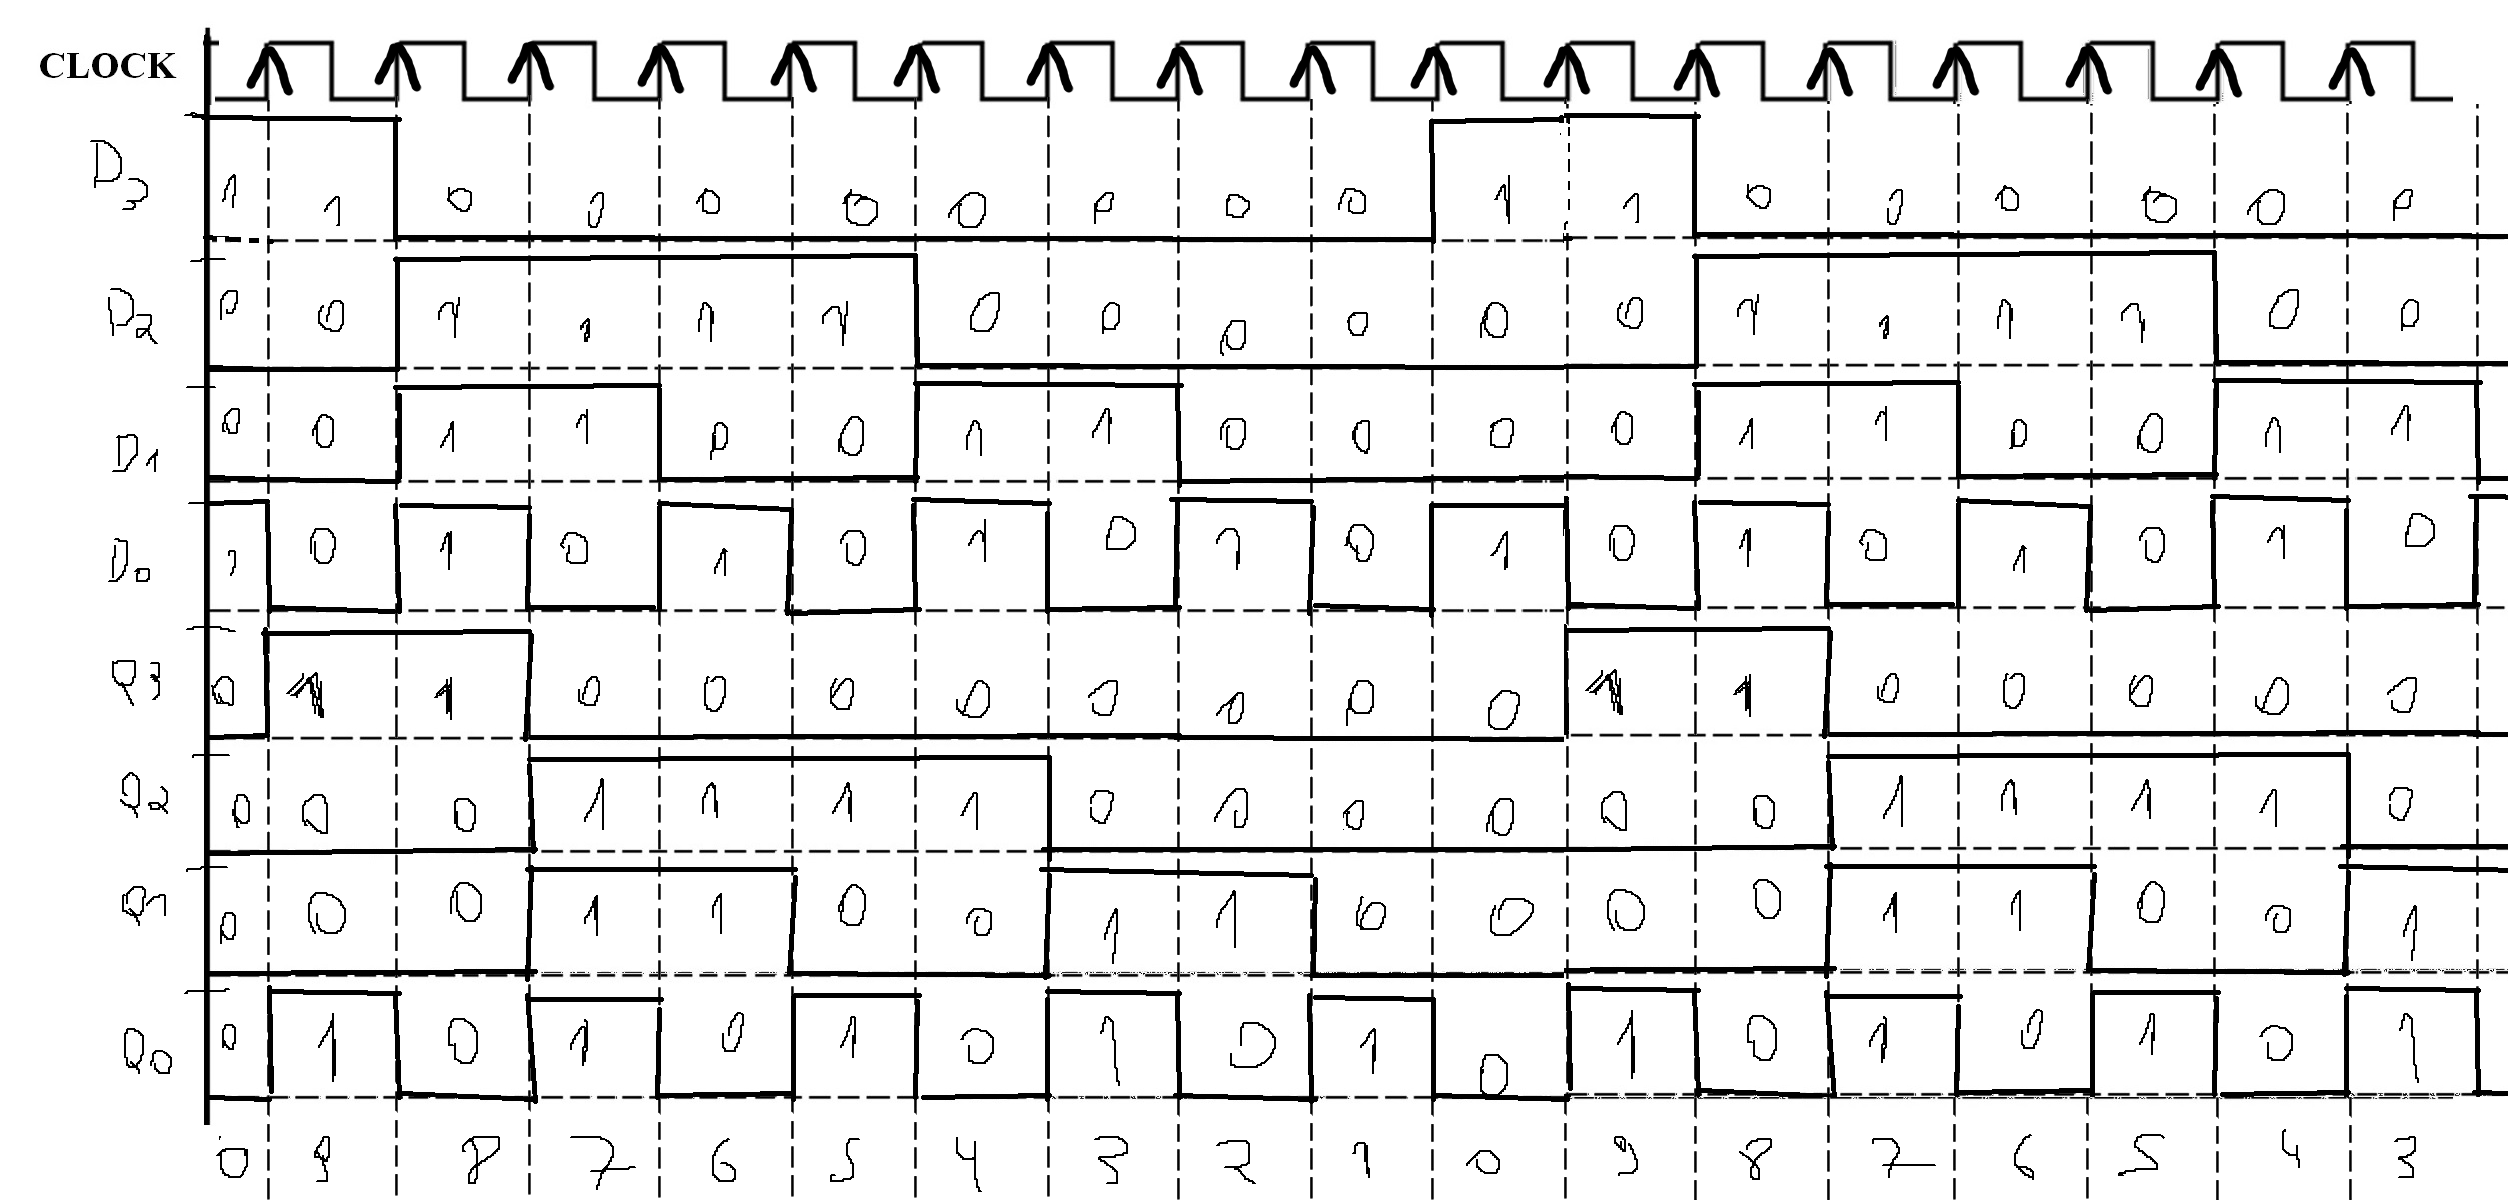 CLOCK
D3 1 1 0 0 0 0 0 0 0 0 1 1 0 0 0 0 0 0
D2 0 0 1 1 1 1 0 0 0 0 0 0 1 1 1 1 0 0
D1 0 0 1 1 0 0 1 1 0 0 0 0 1 1 0 0 1 1
D0 1 0 1 0 1 0 1 0 1 0 1 0 1 0 1 0 1 0
Q3 0 1 1 0 0 0 0 0 0 0 0 1 1 0 0 0 0 0
Q2 0 0 0 1 1 1 1 0 0 0 0 0 0 1 1 1 1 0
Q1 0 0 0 1 1 0 0 1 1 0 0 0 0 1 1 0 0 1
Q0 0 1 0 1 0 1 0 1 0 1 0 1 0 1 0 1 0 1
0 9 8 7 6 5 4 3 2 1 0 9 8 7 6 5 4 3